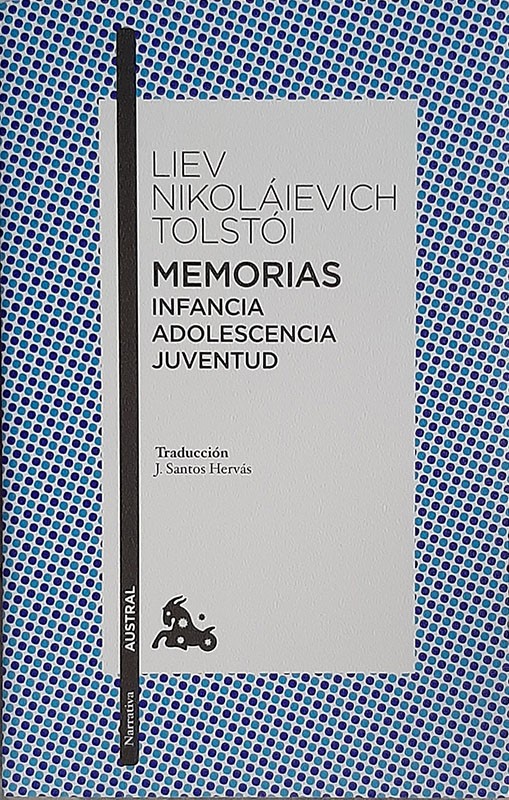 LIEV
NIKOLÁIEVICH
TOLSTÓI
MEMORIAS
INFANCIA
ADOLESCENCIA
JUVENTUD
Traducción
J. Santos Hervás
AUSTRAL
Narrativa